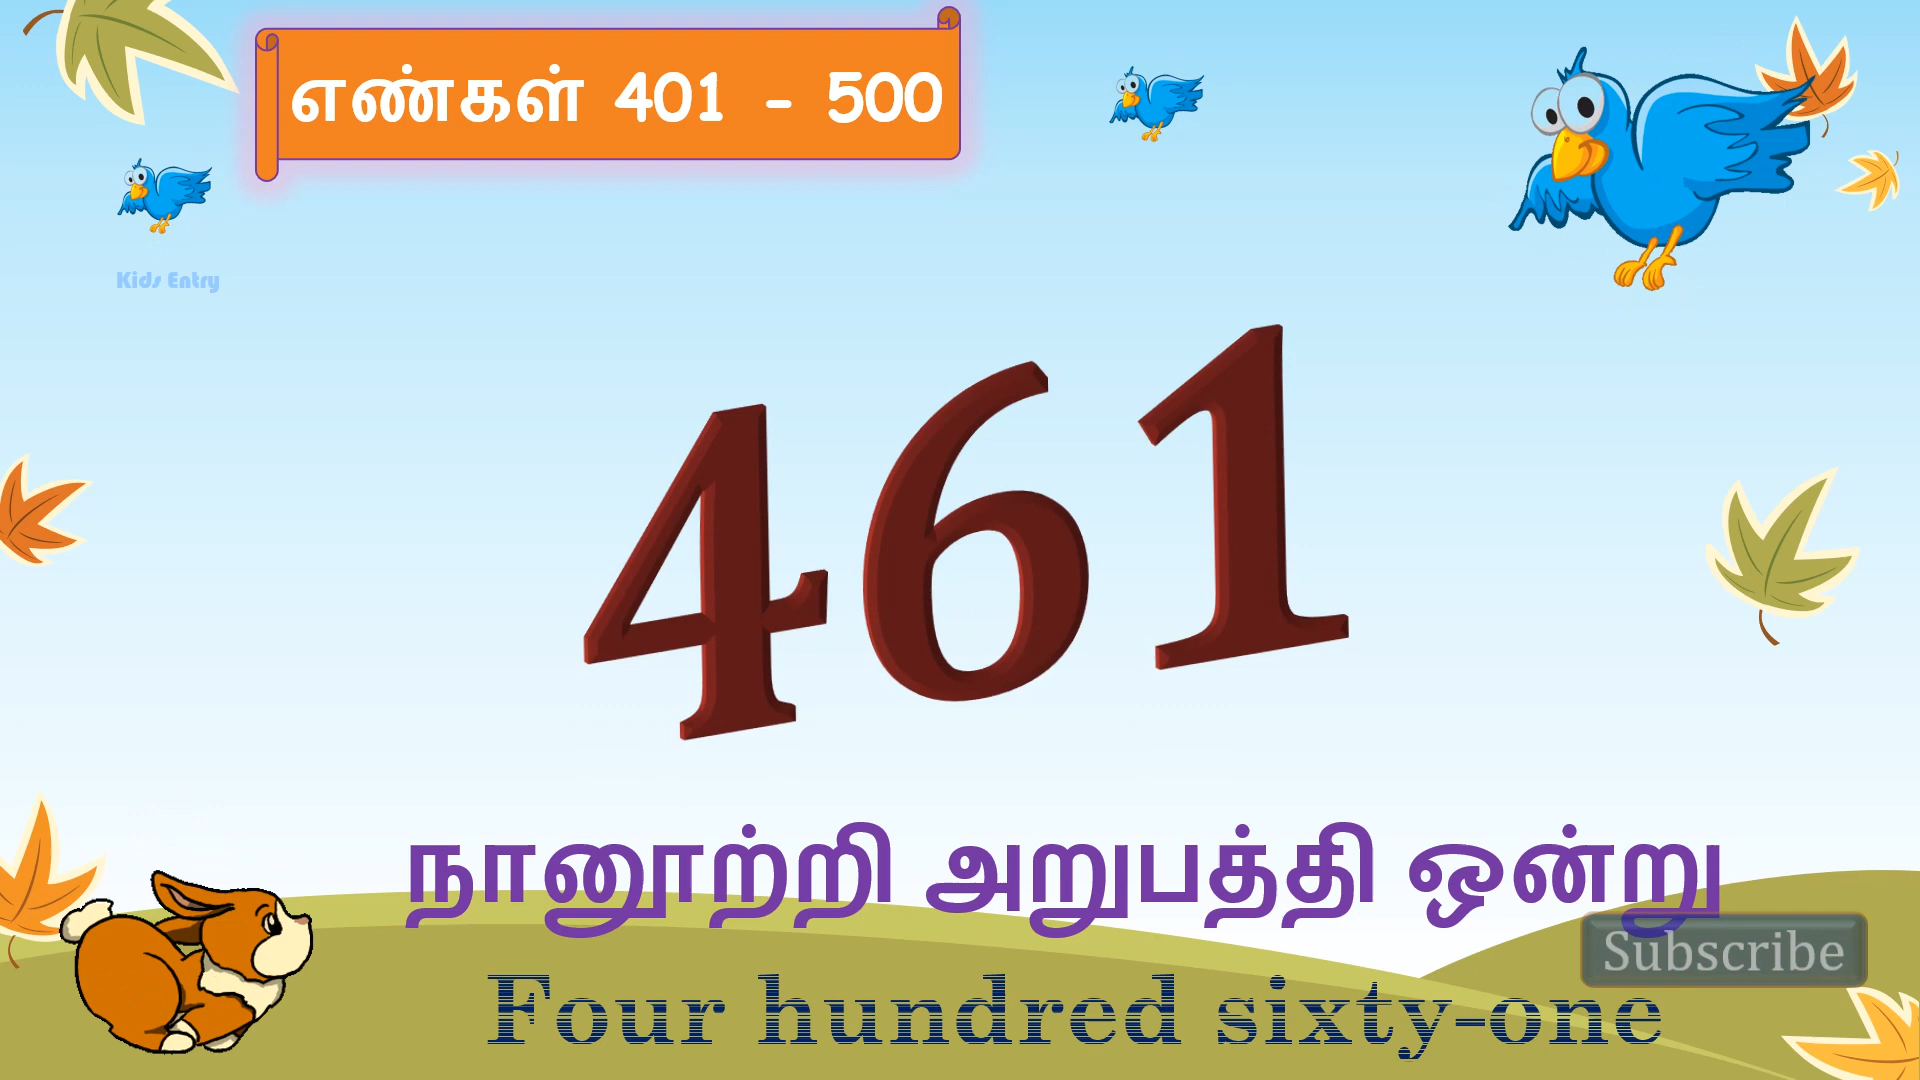 எண்கள் 401 - 500
Kids Entry
461
நானூற்றி அறுபத்தி ஒன்று
Subscribe
Four hundred sixty-one